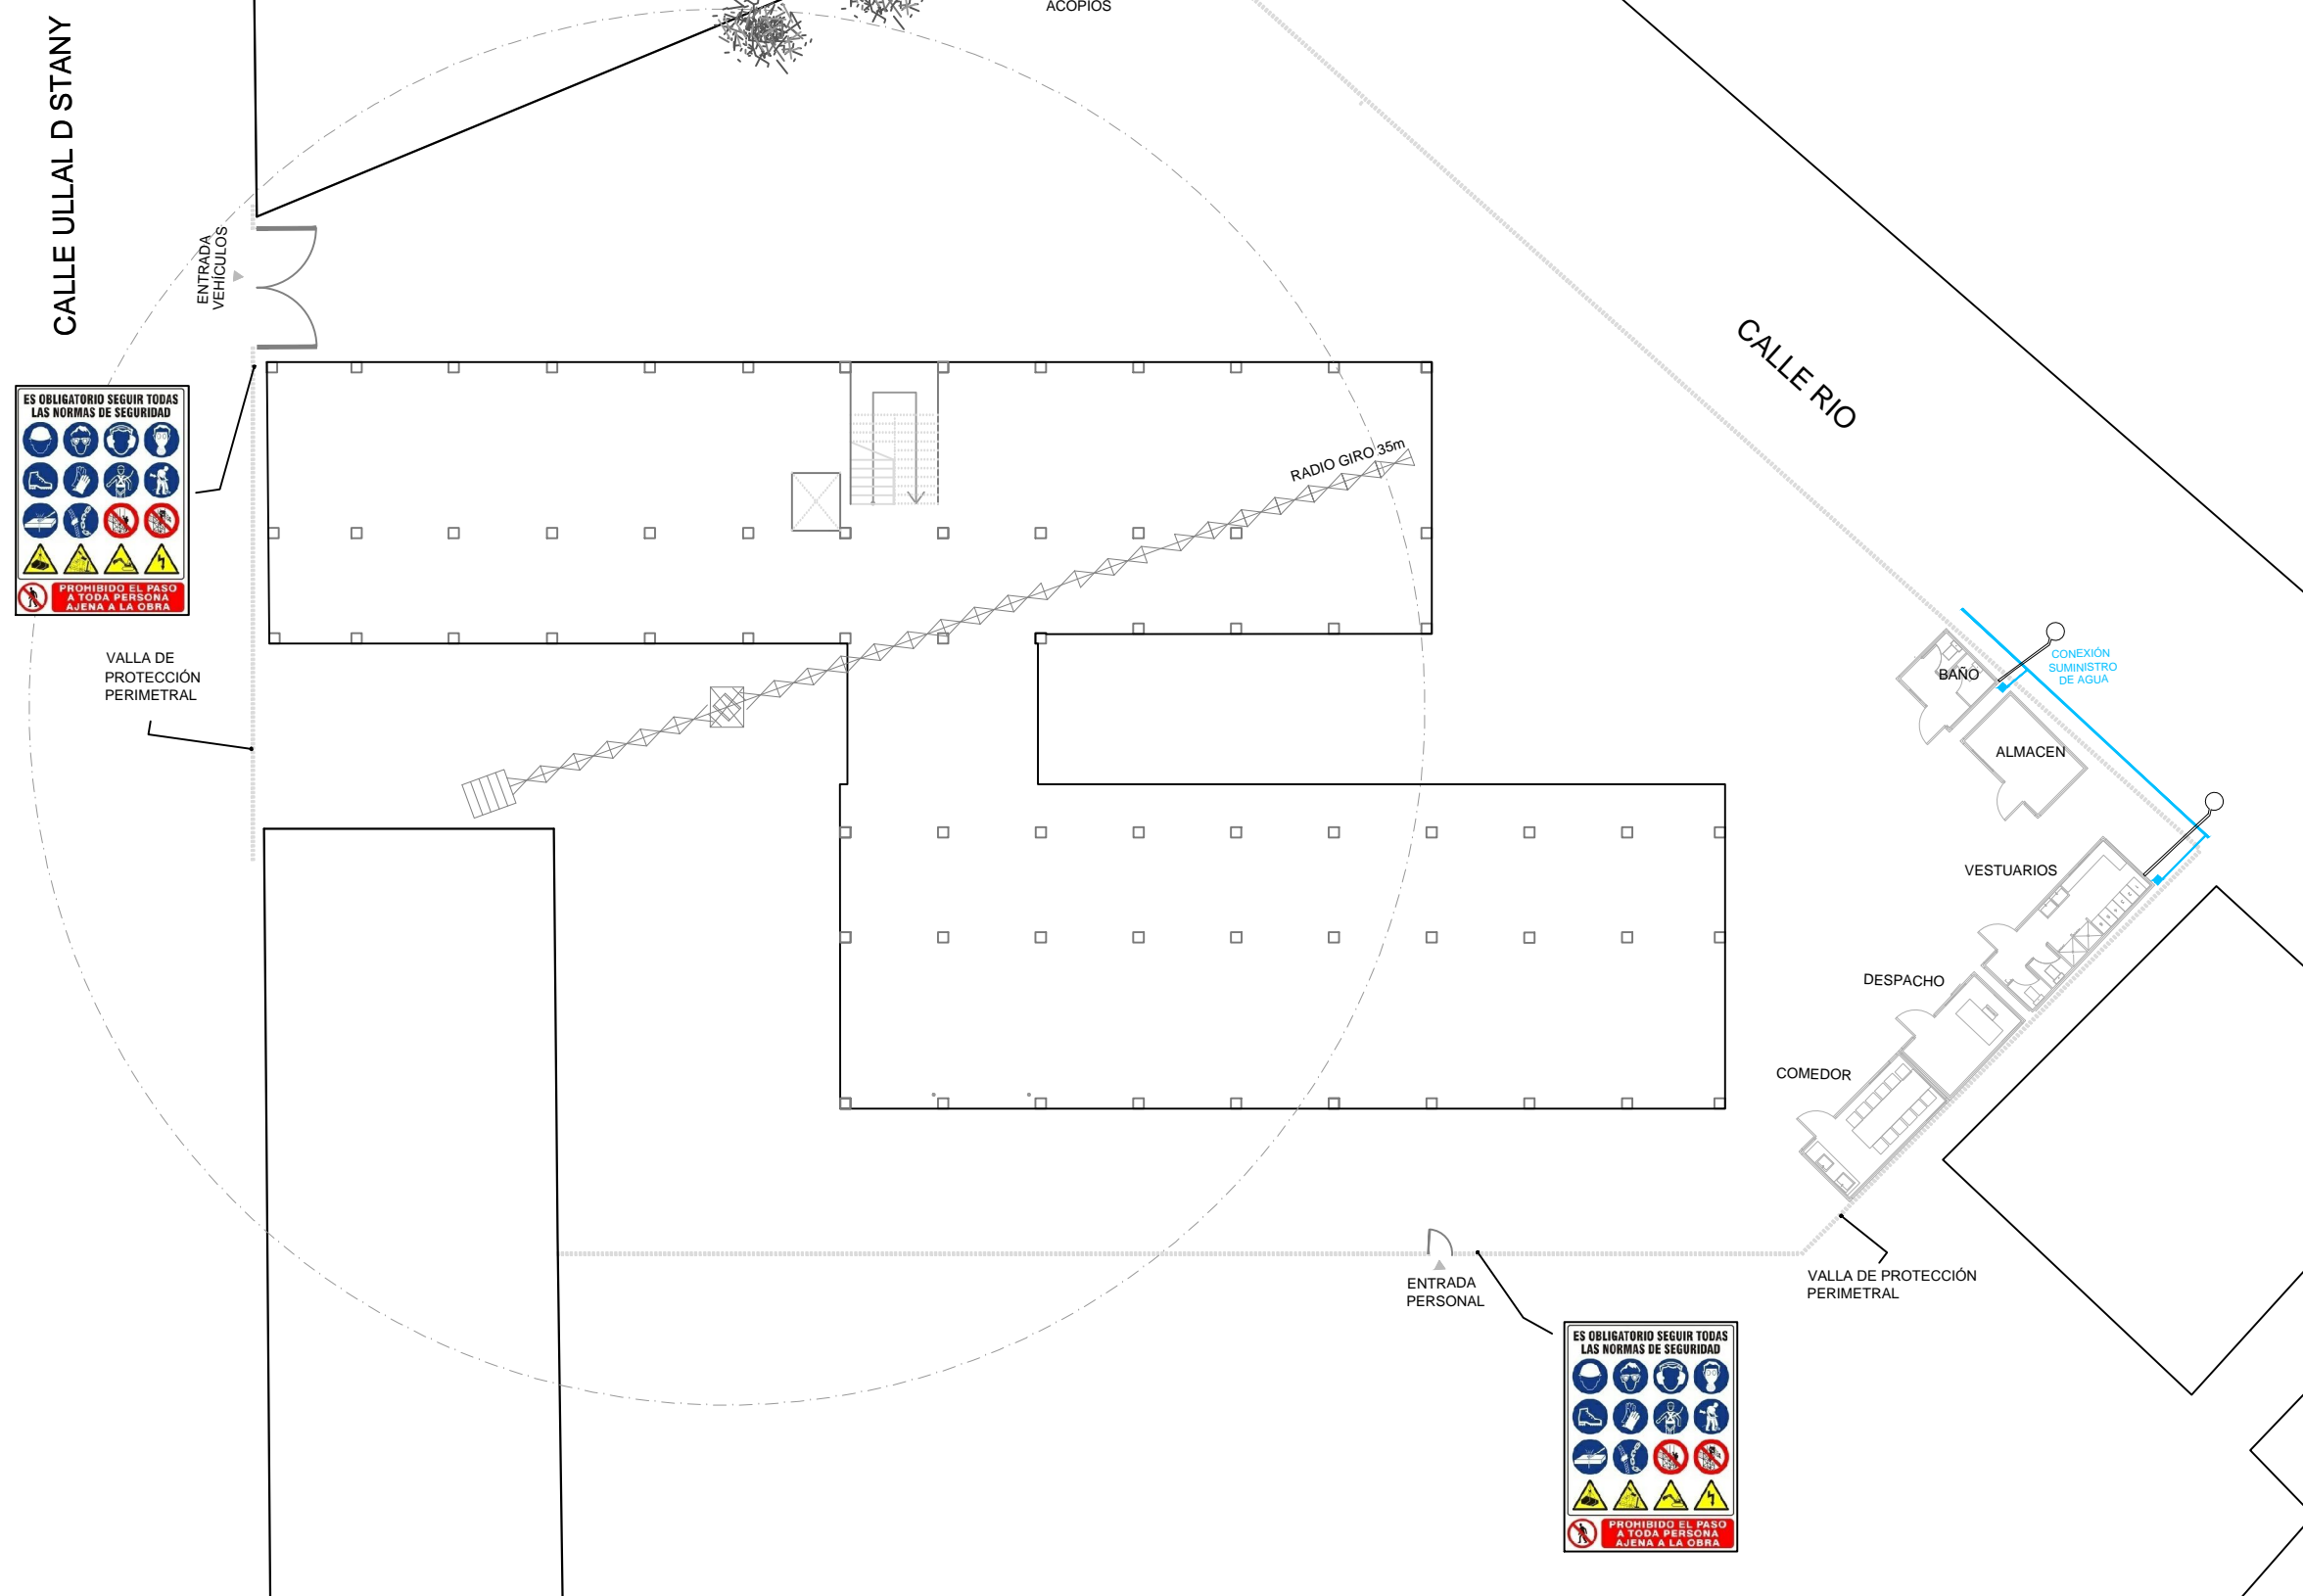 ACOPIOS
CALLE ULLAL D STANY
ENTRADA
VEHÍCULOS
CALLE RIO
ES OBLIGATORIO SEGUIR TODAS
LAS NORMAS DE SEGURIDAD
PROHIBIDO EL PASO
A TODA PERSONA
AJENA A LA OBRA
RADIO GIRO 35m
VALLA DE
PROTECCIÓN
PERIMETRAL
CONEXIÓN
SUMINISTRO
DE AGUA
BAÑO
ALMACEN
VESTUARIOS
DESPACHO
COMEDOR
ENTRADA
PERSONAL
VALLA DE PROTECCIÓN
PERIMETRAL
ES OBLIGATORIO SEGUIR TODAS
LAS NORMAS DE SEGURIDAD
PROHIBIDO EL PASO
A TODA PERSONA
AJENA A LA OBRA